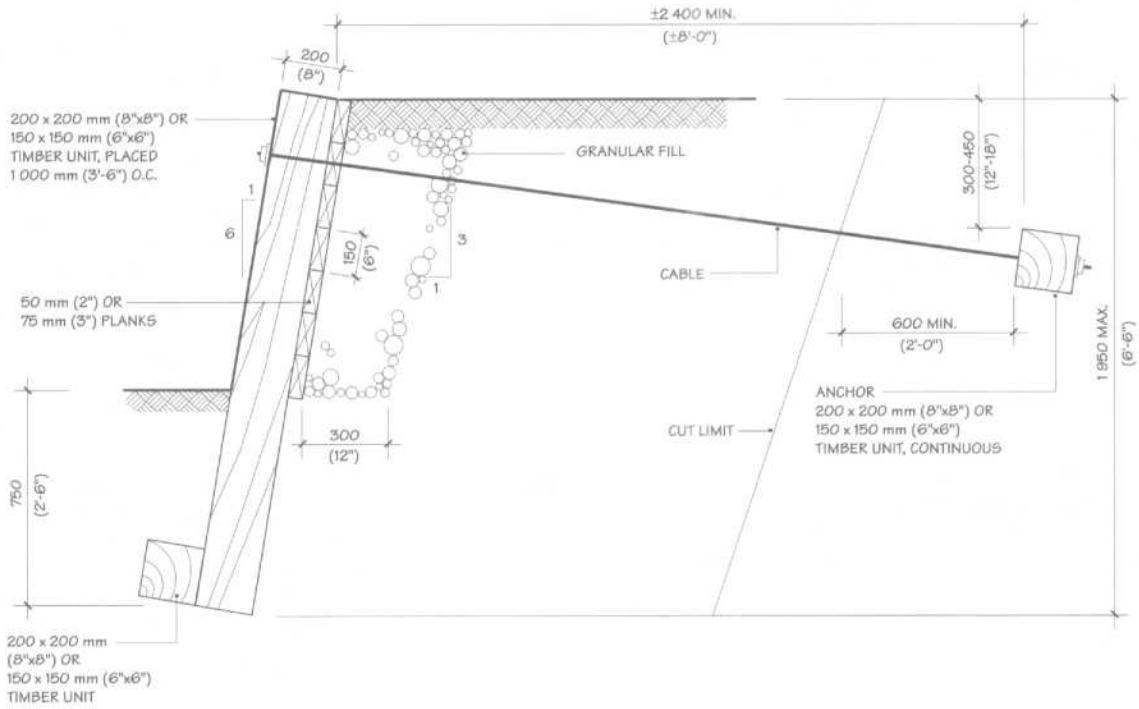 ±2 400 MIN.
(±8'-0")
200
(8")
200 x 200 mm (8"x8") OR
150 x 150 mm (6"x6")
TIMBER UNIT, PLACED
1 000 mm (3'-6") O.C.
GRANULAR FILL
300-450
(12"-18")
1
6
3
1
150
(6")
CABLE
50 mm (2") OR
75 mm (3") PLANKS
600 MIN.
(2'-0")
1 950 MAX.
(6'-6")
ANCHOR
200 x 200 mm (8"x8") OR
150 x 150 mm (6"x6")
TIMBER UNIT, CONTINUOUS
CUT LIMIT
300
(12")
750
(2'-6")
200 x 200 mm
(8"x8") OR
150 x 150 mm (6"x6")
TIMBER UNIT